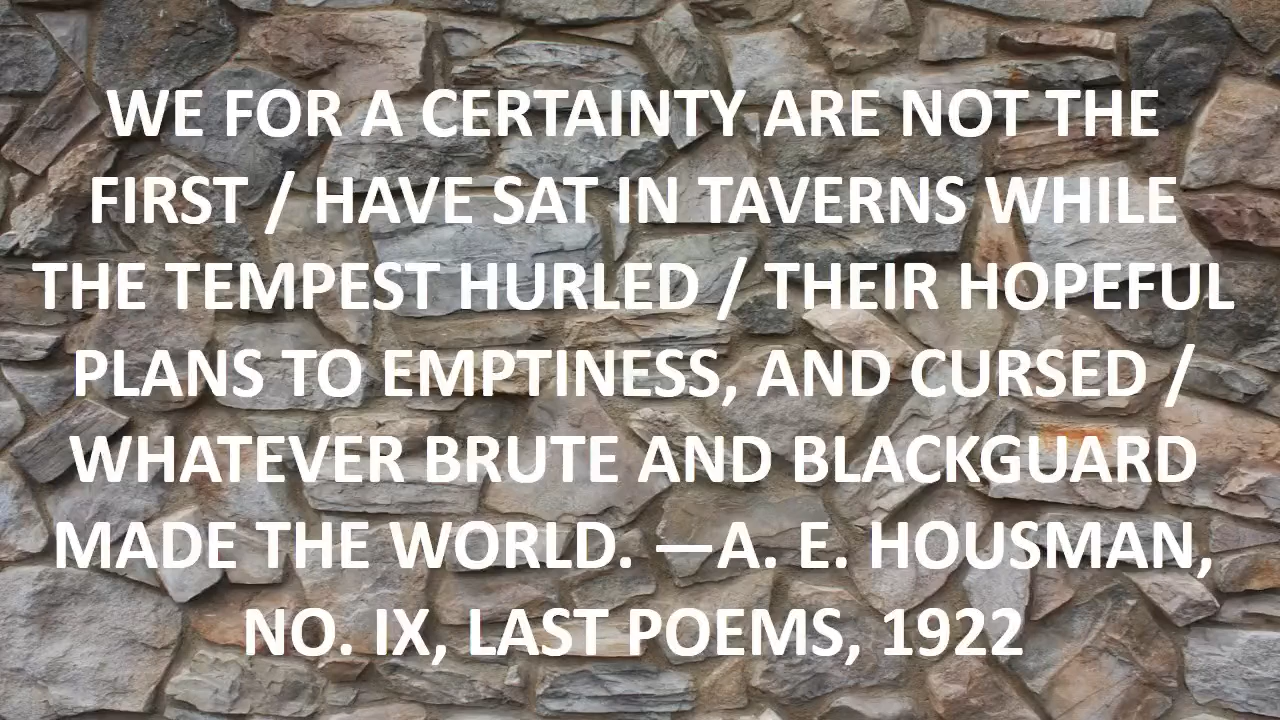 WE FOR A CERTAINTY ARE NOT THE
FIRST / HAVE SAT IN TAVERNS WHILE
THE TEMPEST HURLED / THEIR HOPEFUL
PLANS TO EMPTINESS, AND CURSED /
WHATEVER BRUTE AND BLACKGUARD
MADE THE WORLD. —A. E. HOUSMAN,
NO. IX, LAST POEMS, 1922